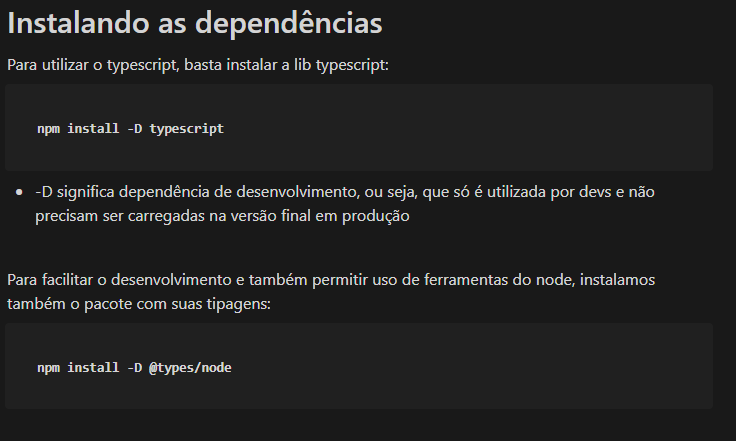 Instalando as dependências
Para utilizar o typescript, basta instalar a lib typescript:
npm install -D typescript
-D significa dependência de desenvolvimento, ou seja, que só é utilizada por devs e não
precisam ser carregadas na versão final em produção
Para facilitar o desenvolvimento e também permitir uso de ferramentas do node, instalamos
também o pacote com suas tipagens:
npm install -D @types/node